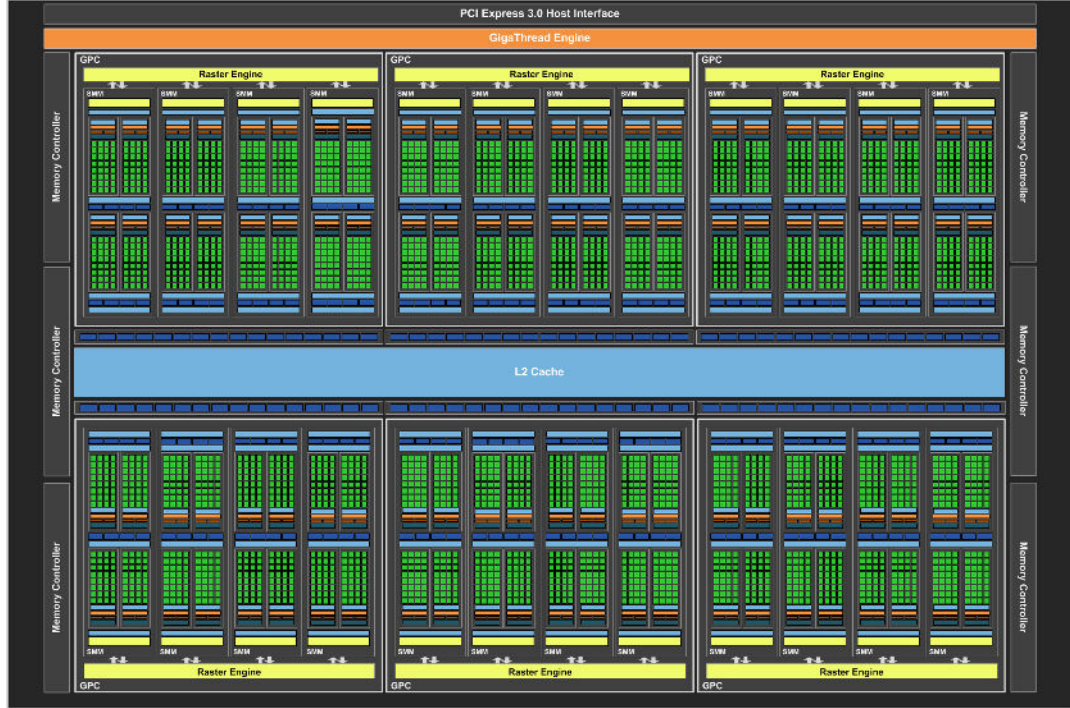 PCI Express 3.0 Host Interface
GigaThread Engine
GPC GPC GPC
Raster Engine Raster Engine Raster Engine
SMM SMM SMM SMM SMM SMM SMM SMM SMM SMM SMM SMM
Memory Controller Memory Controller
Memory Controller Memory Controller
L2 Cache
Memory Controller Memory Controller
SMM SMM SMM SMM SMM SMM SMM SMM SMM SMM SMM SMM
Raster Engine Raster Engine Raster Engine
GPC GPC GPC